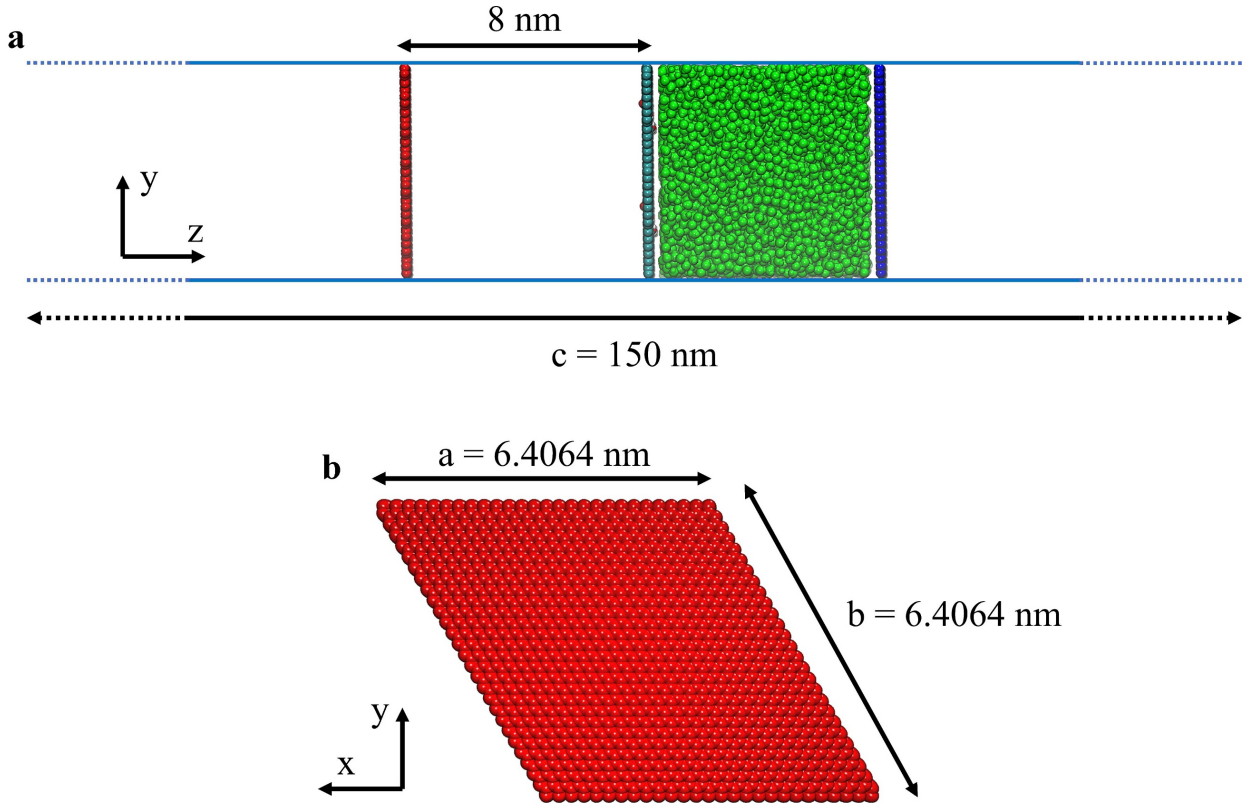 8 nm
a
y
z
c = 150 nm
b
a = 6.4064 nm
b = 6.4064 nm
y
x